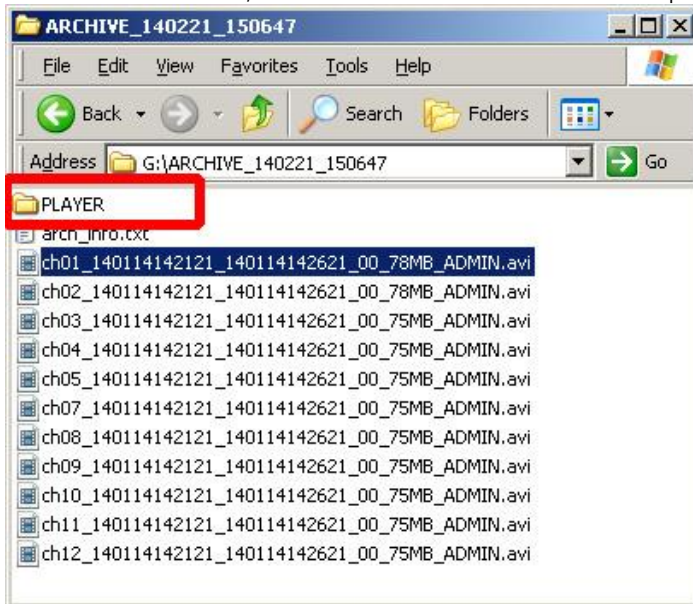 ARCHIVE_140221_150647
File Edit View Favorites Tools Help
Back Search Folders
Address G:\ARCHIVE_140221_150647 Go
PLAYER
arch_info.txt
ch01_140114142121_140114142621_00_78MB_ADMIN.avi
ch02_140114142121_140114142621_00_78MB_ADMIN.avi
ch03_140114142121_140114142621_00_75MB_ADMIN.avi
ch04_140114142121_140114142621_00_75MB_ADMIN.avi
ch05_140114142121_140114142621_00_75MB_ADMIN.avi
ch07_140114142121_140114142621_00_75MB_ADMIN.avi
ch08_140114142121_140114142621_00_75MB_ADMIN.avi
ch09_140114142121_140114142621_00_75MB_ADMIN.avi
ch10_140114142121_140114142621_00_75MB_ADMIN.avi
ch11_140114142121_140114142621_00_75MB_ADMIN.avi
ch12_140114142121_140114142621_00_75MB_ADMIN.avi